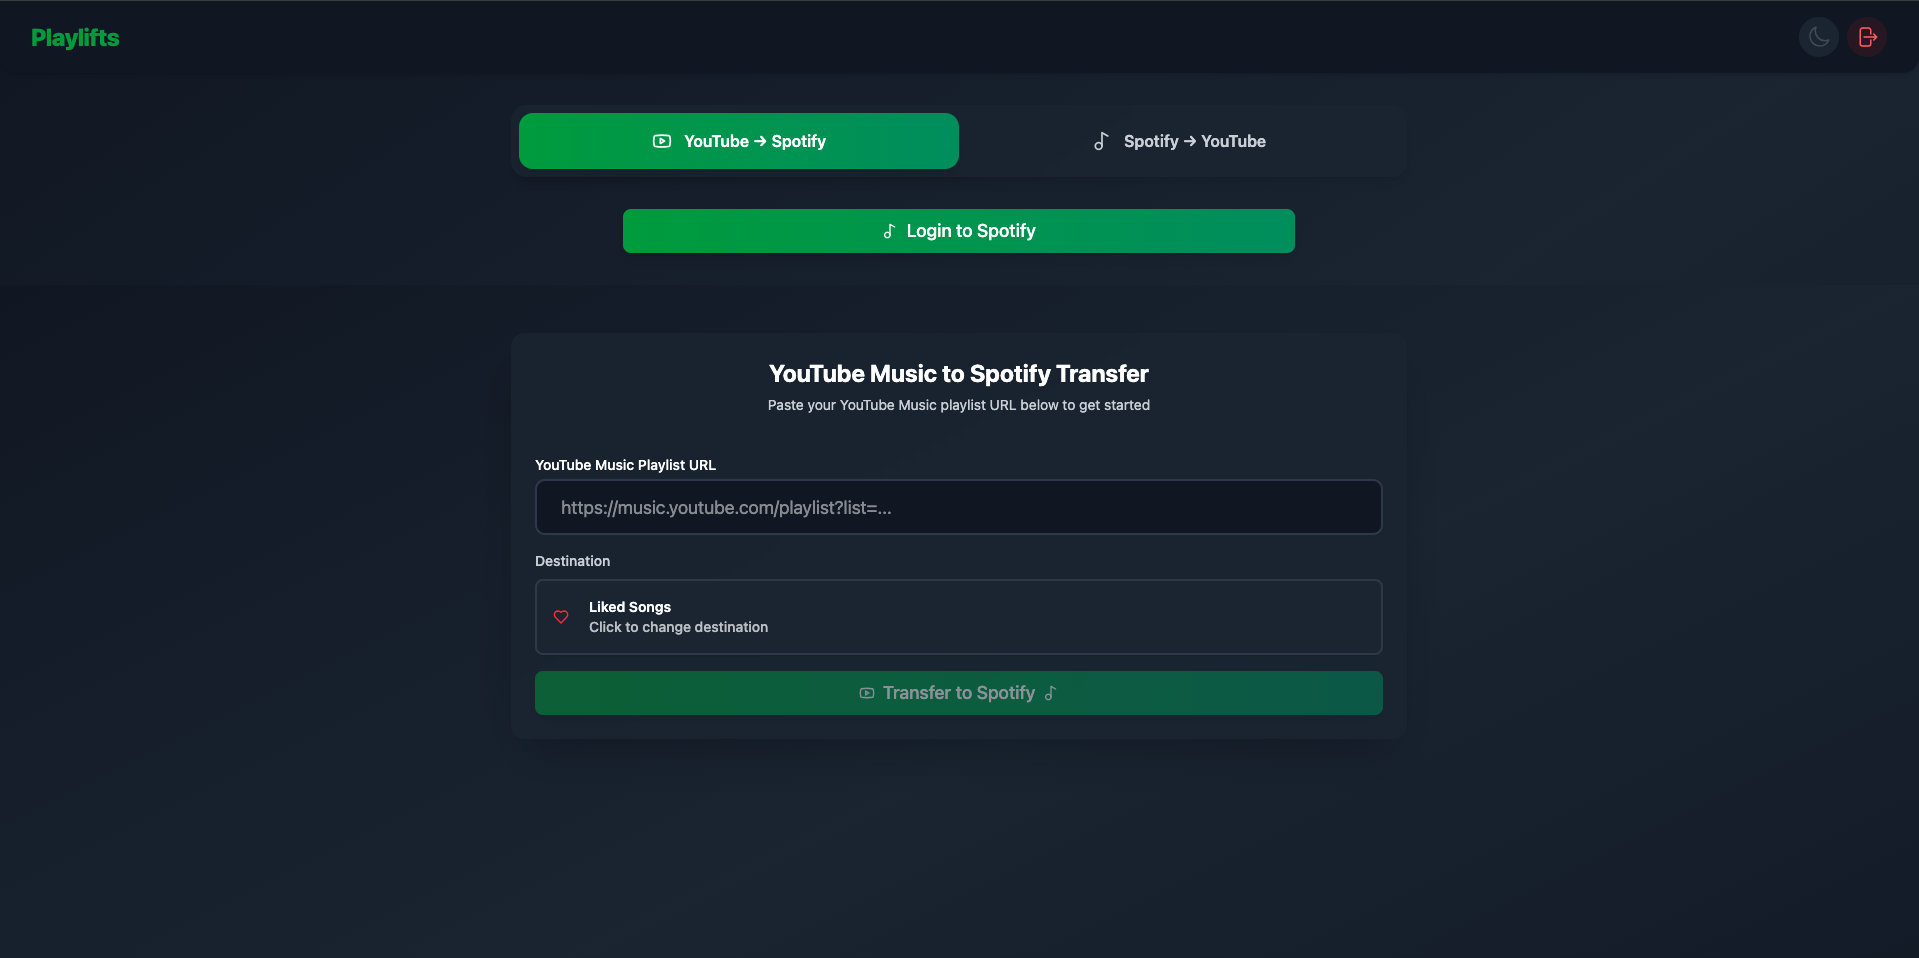 Playlifts
YouTube → Spotify
Spotify → YouTube
Login to Spotify
YouTube Music to Spotify Transfer
Paste your YouTube Music playlist URL below to get started
YouTube Music Playlist URL
https://music.youtube.com/playlist?list=...
Destination
Liked Songs
Click to change destination
Transfer to Spotify